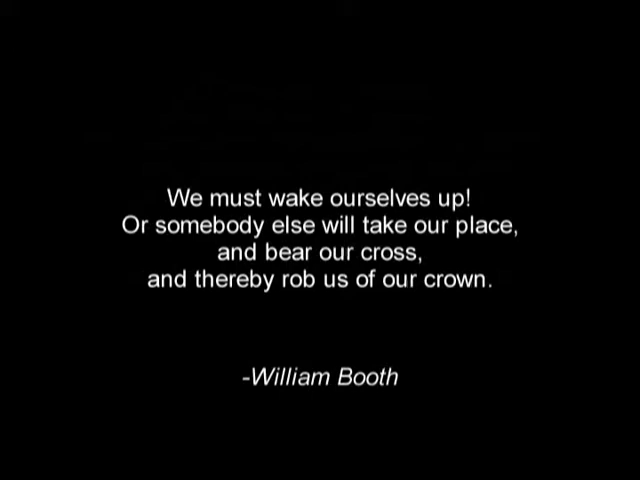 We must wake ourselves up!
Or somebody else will take our place,
and bear our cross,
and thereby rob us of our crown.
-William Booth